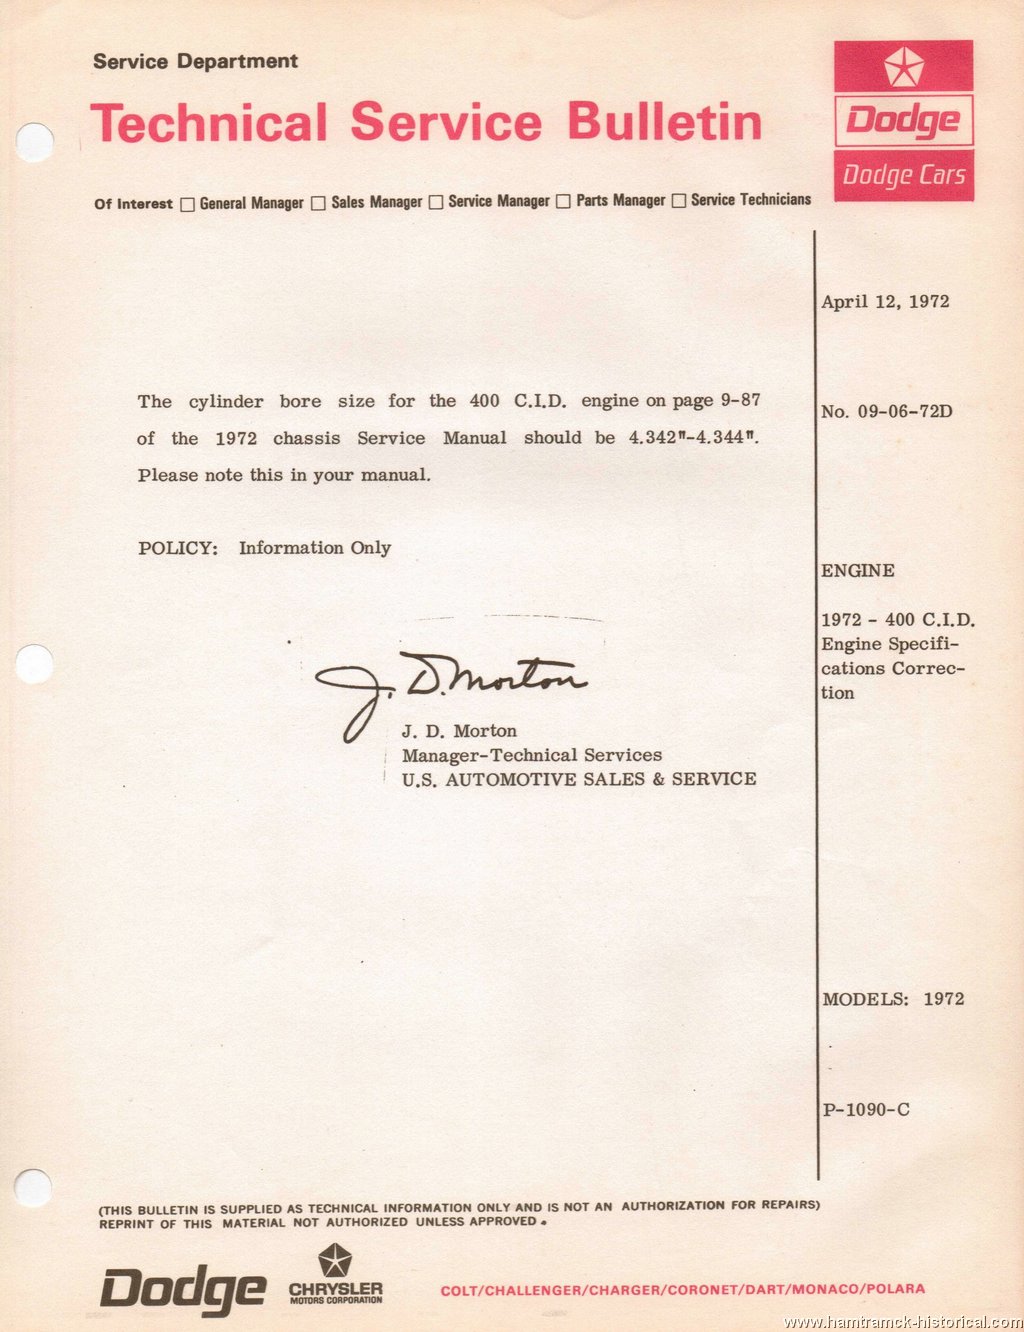 Service Department
Technical Service Bulletin
Dodge
Dodge Cars
Of Interest □ General Manager □ Sales Manager □ Service Manager □ Parts Manager □ Service Technicians
April 12, 1972
The cylinder bore size for the 400 C.I.D. engine on page 9-87
of the 1972 chassis Service Manual should be 4.342"-4.344".
Please note this in your manual.
No. 09-06-72D
POLICY: Information Only
ENGINE
1972 - 400 C.I.D.
Engine Specifi-
cations Correc-
tion
J. D. Morton
J. D. Morton
Manager-Technical Services
U.S. AUTOMOTIVE SALES & SERVICE
MODELS: 1972
P-1090-C
(THIS BULLETIN IS SUPPLIED AS TECHNICAL INFORMATION ONLY AND IS NOT AN AUTHORIZATION FOR REPAIRS)
REPRINT OF THIS MATERIAL NOT AUTHORIZED UNLESS APPROVED.
Dodge
CHRYSLER
MOTORS CORPORATION
COLT/CHALLENGER/CHARGER/CORONET/DART/MONACO/POLARA
www.hamtramck-historical.com